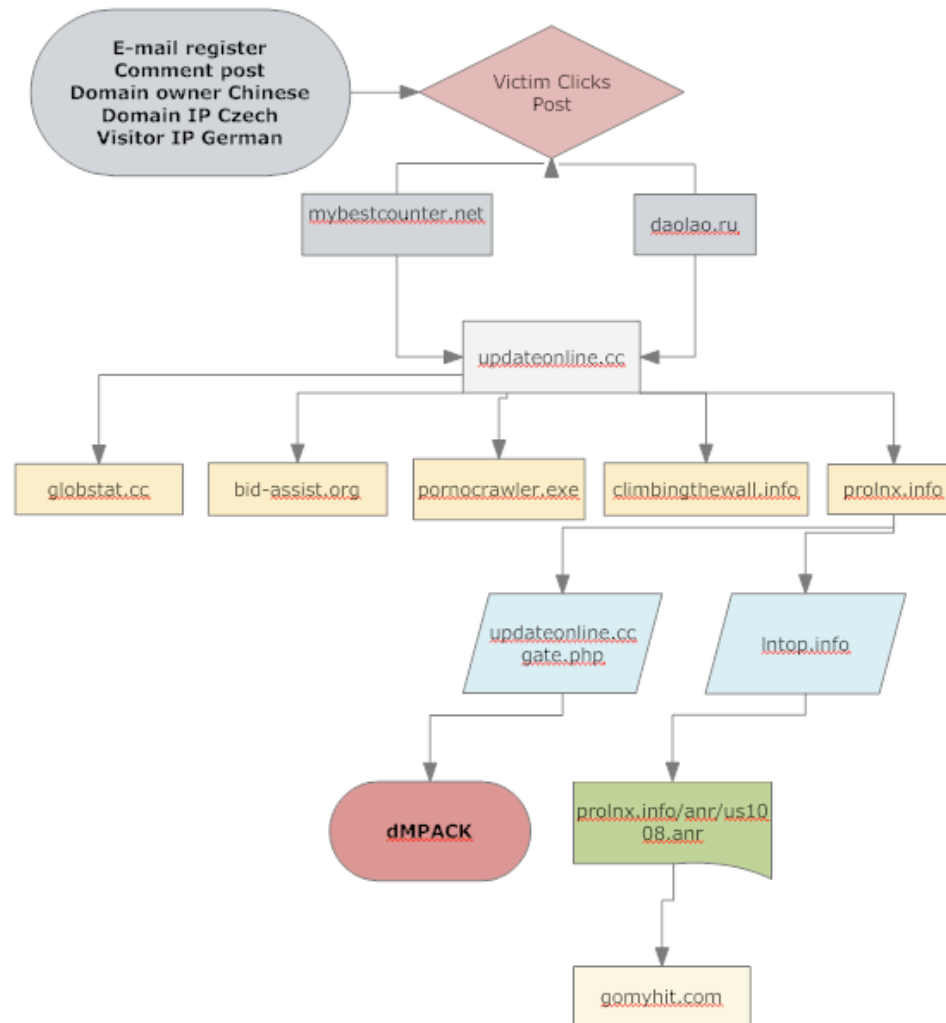 E-mail register
Comment post
Domain owner Chinese
Domain IP Czech
Visitor IP German
Victim Clicks
Post
mybestcounter.net
daolao.ru
updateonline.cc
globstat.cc
bid-assist.org
pornocrawler.exe
climbingthewall.info
prolnx.info
updateonline.cc
gate.php
lntop.info
dMPACK
prolnx.info/anr/us10
08.anr
gomyhit.com